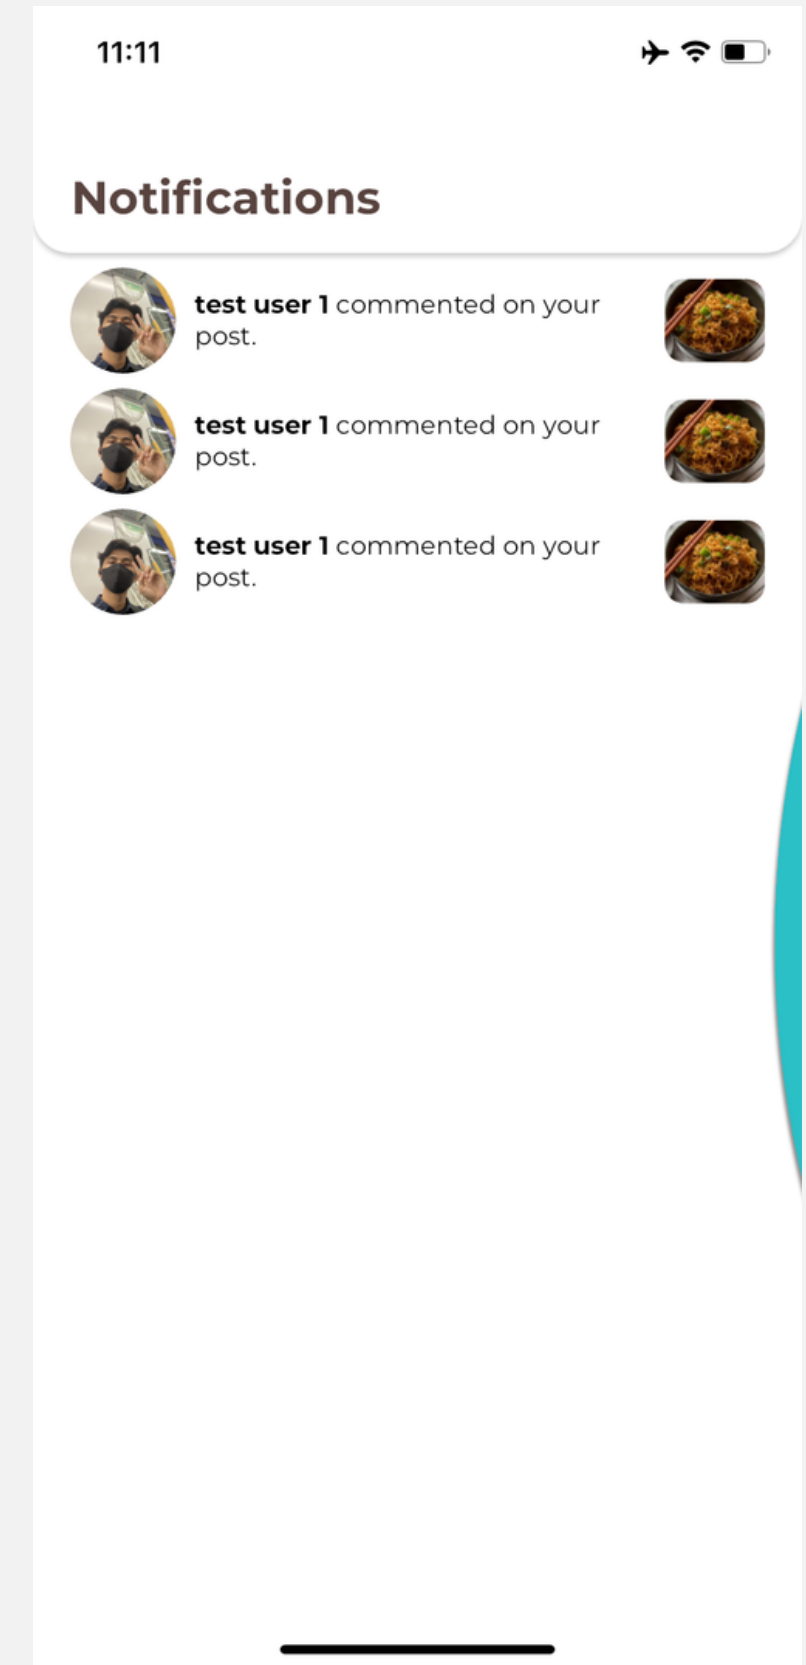 11:11
Notifications
test user 1 commented on your
post.
test user 1 commented on your
post.
test user 1 commented on your
post.